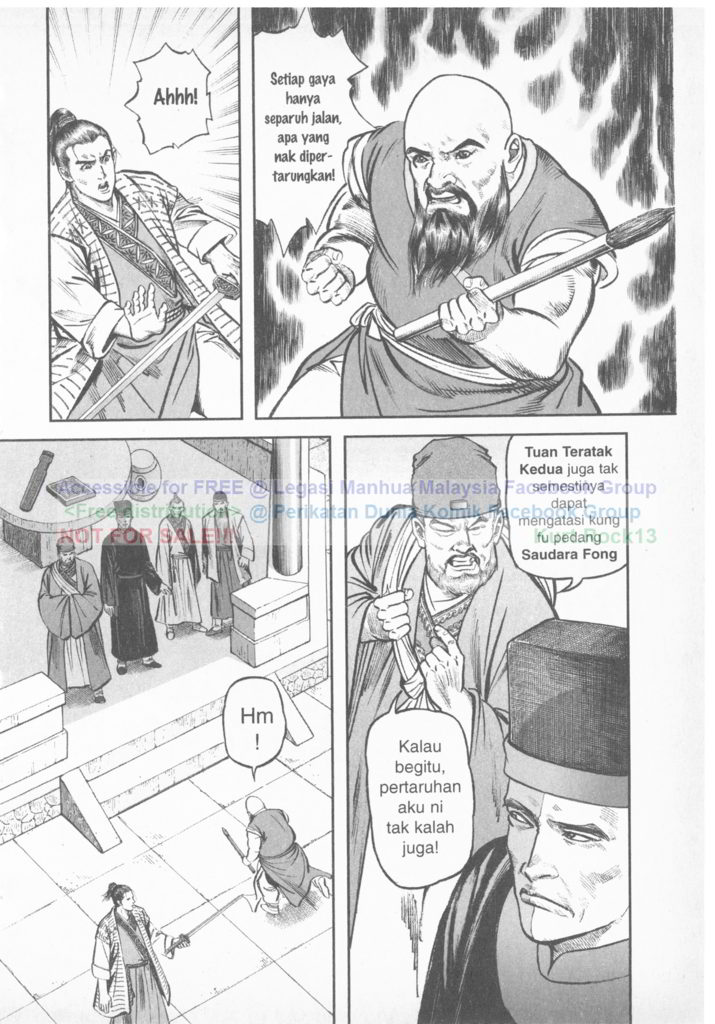 Ahhh!
Setiap gaya
hanya
separuh jalan,
apa yang
nak diper-
tarungkan!
Hm
!
Tuan Teratak
Kedua juga tak
semestinya
dapat
mengatasi kung
fu pedang
Saudara Fong
Kalau
begitu,
pertaruhan
aku ni
tak kalah
juga!
Accessible for FREE @ Legasi Manhua Malaysia Facebook Group
<Free distribution> @ Perikatan Dunia Komik Facebook Group
NOT FOR SALE!!!